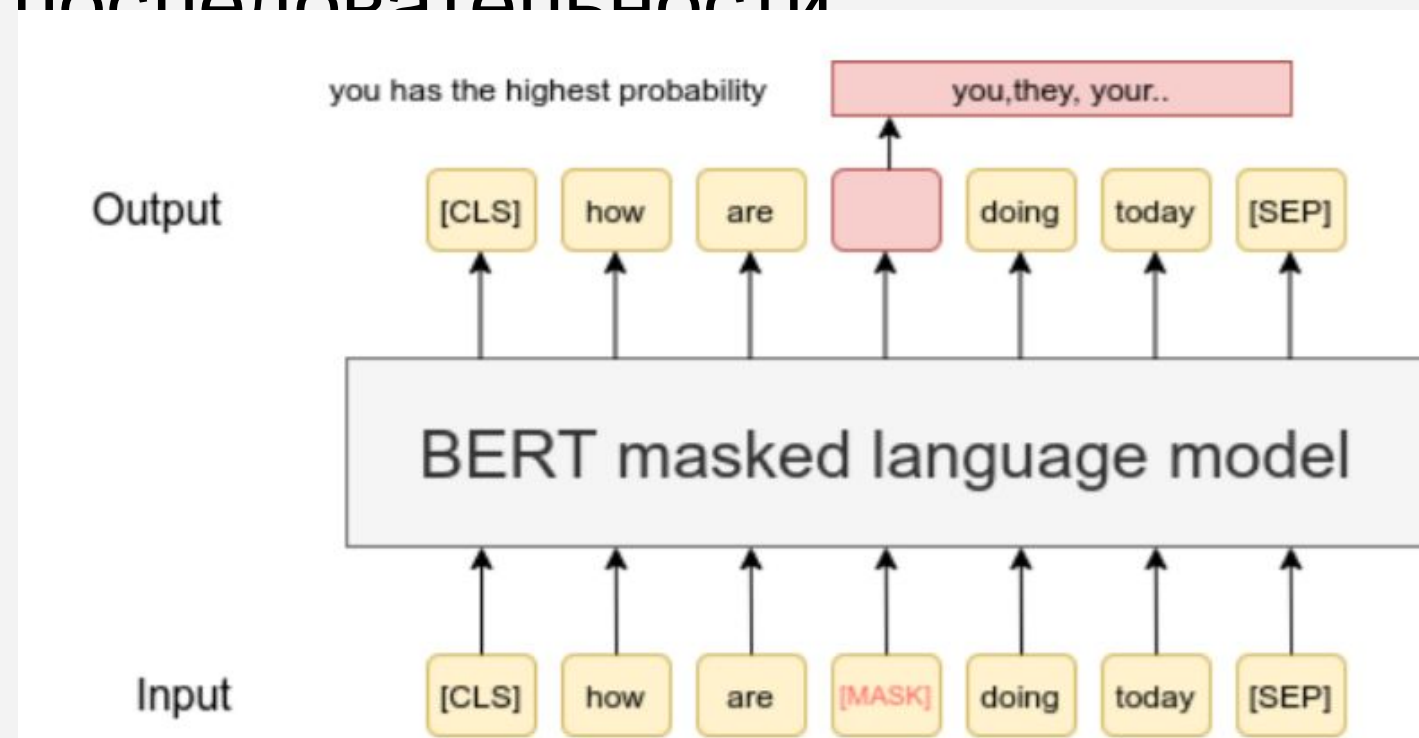 последовательности
you has the highest probability you,they, your..
Output [CLS] how are doing today [SEP]
BERT masked language model
Input [CLS] how are [MASK] doing today [SEP]